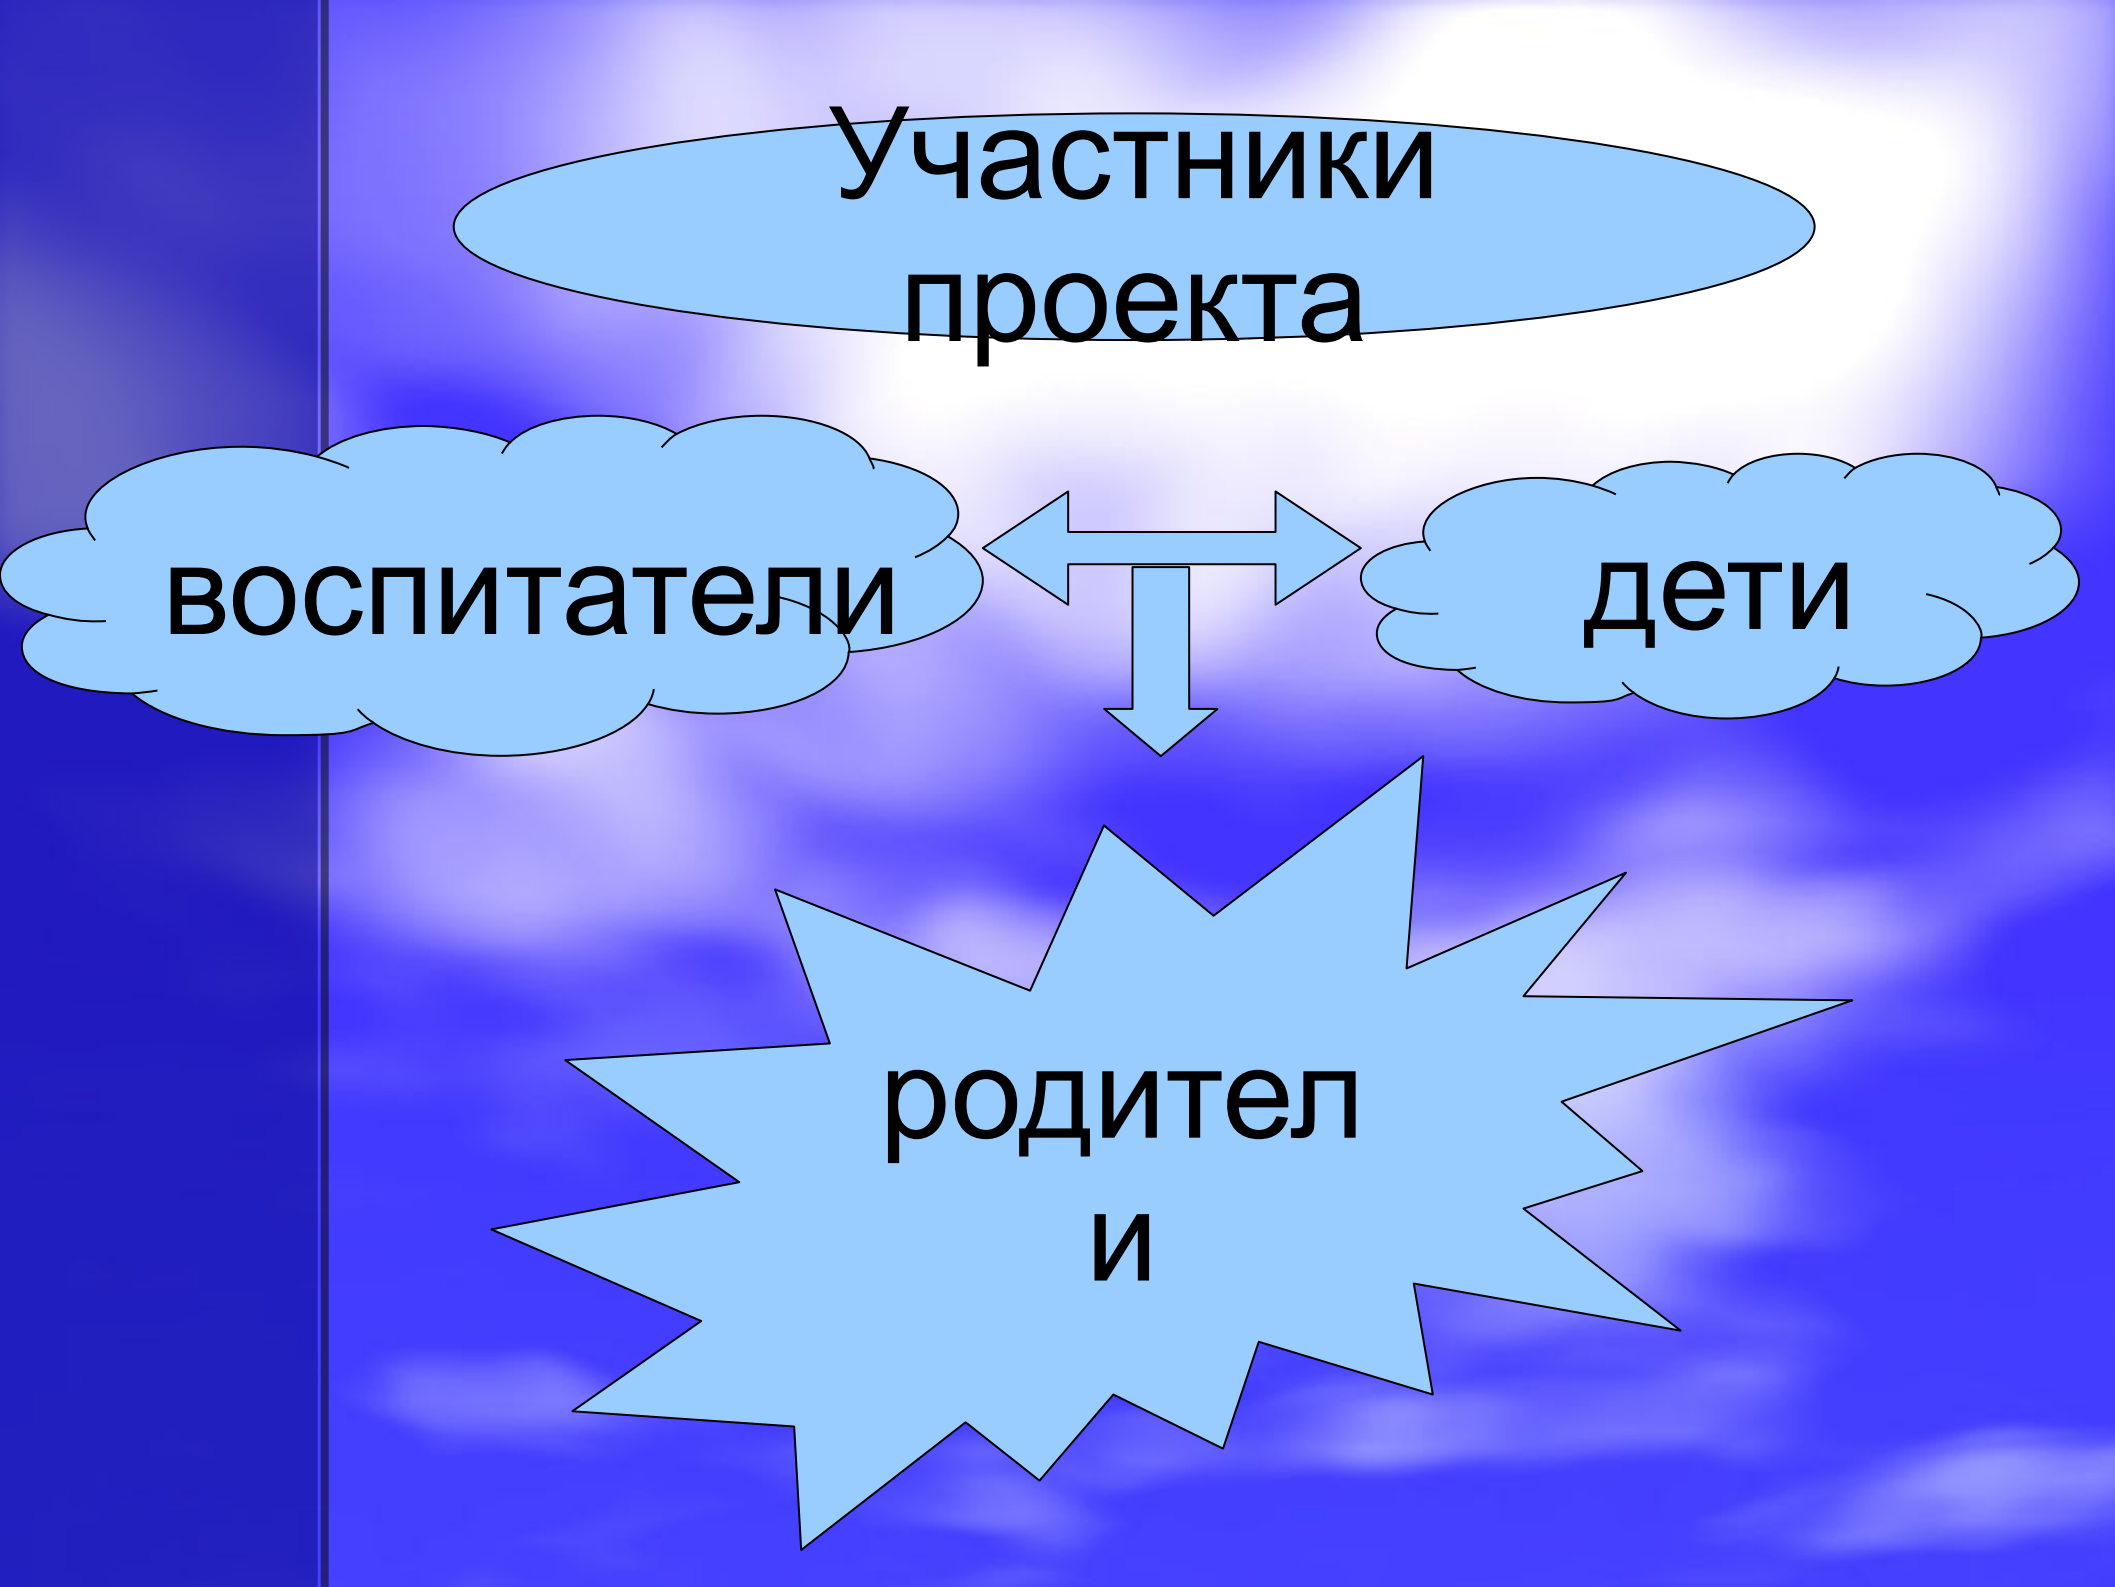 Участники
проекта
воспитатели
дети
родител
и